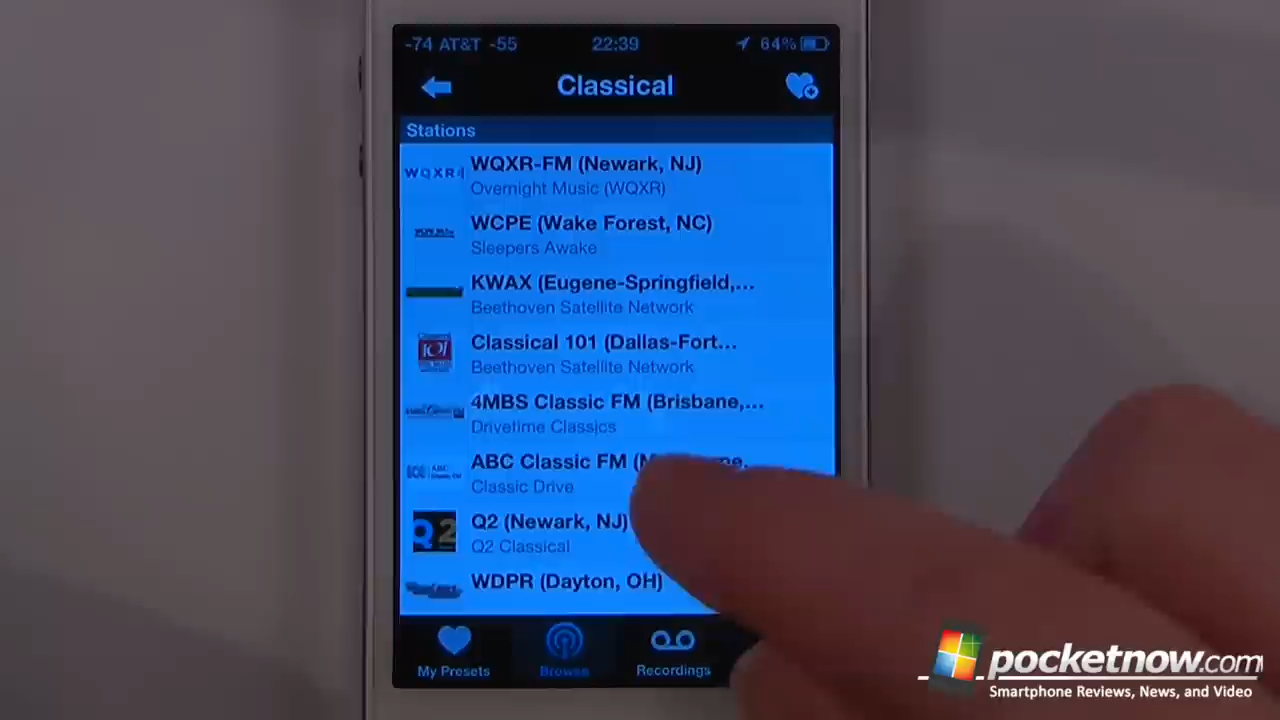 -74 AT&T -55 22:39 64%
Classical
Stations
WQXR-FM (Newark, NJ)
Overnight Music (WQXR)
WCPE (Wake Forest, NC)
Sleepers Awake
KWAX (Eugene-Springfield,...
Beethoven Satellite Network
Classical 101 (Dallas-Fort...
Beethoven Satellite Network
4MBS Classic FM (Brisbane,...
Drivetime Classics
ABC Classic FM
Classic Drive
Q2 (Newark, NJ)
Q2 Classical
WDPR (Dayton, OH)
My Presets Browse Recordings
WQXR
101
Q2
pocketnow.com
Smartphone Reviews, News, and Video